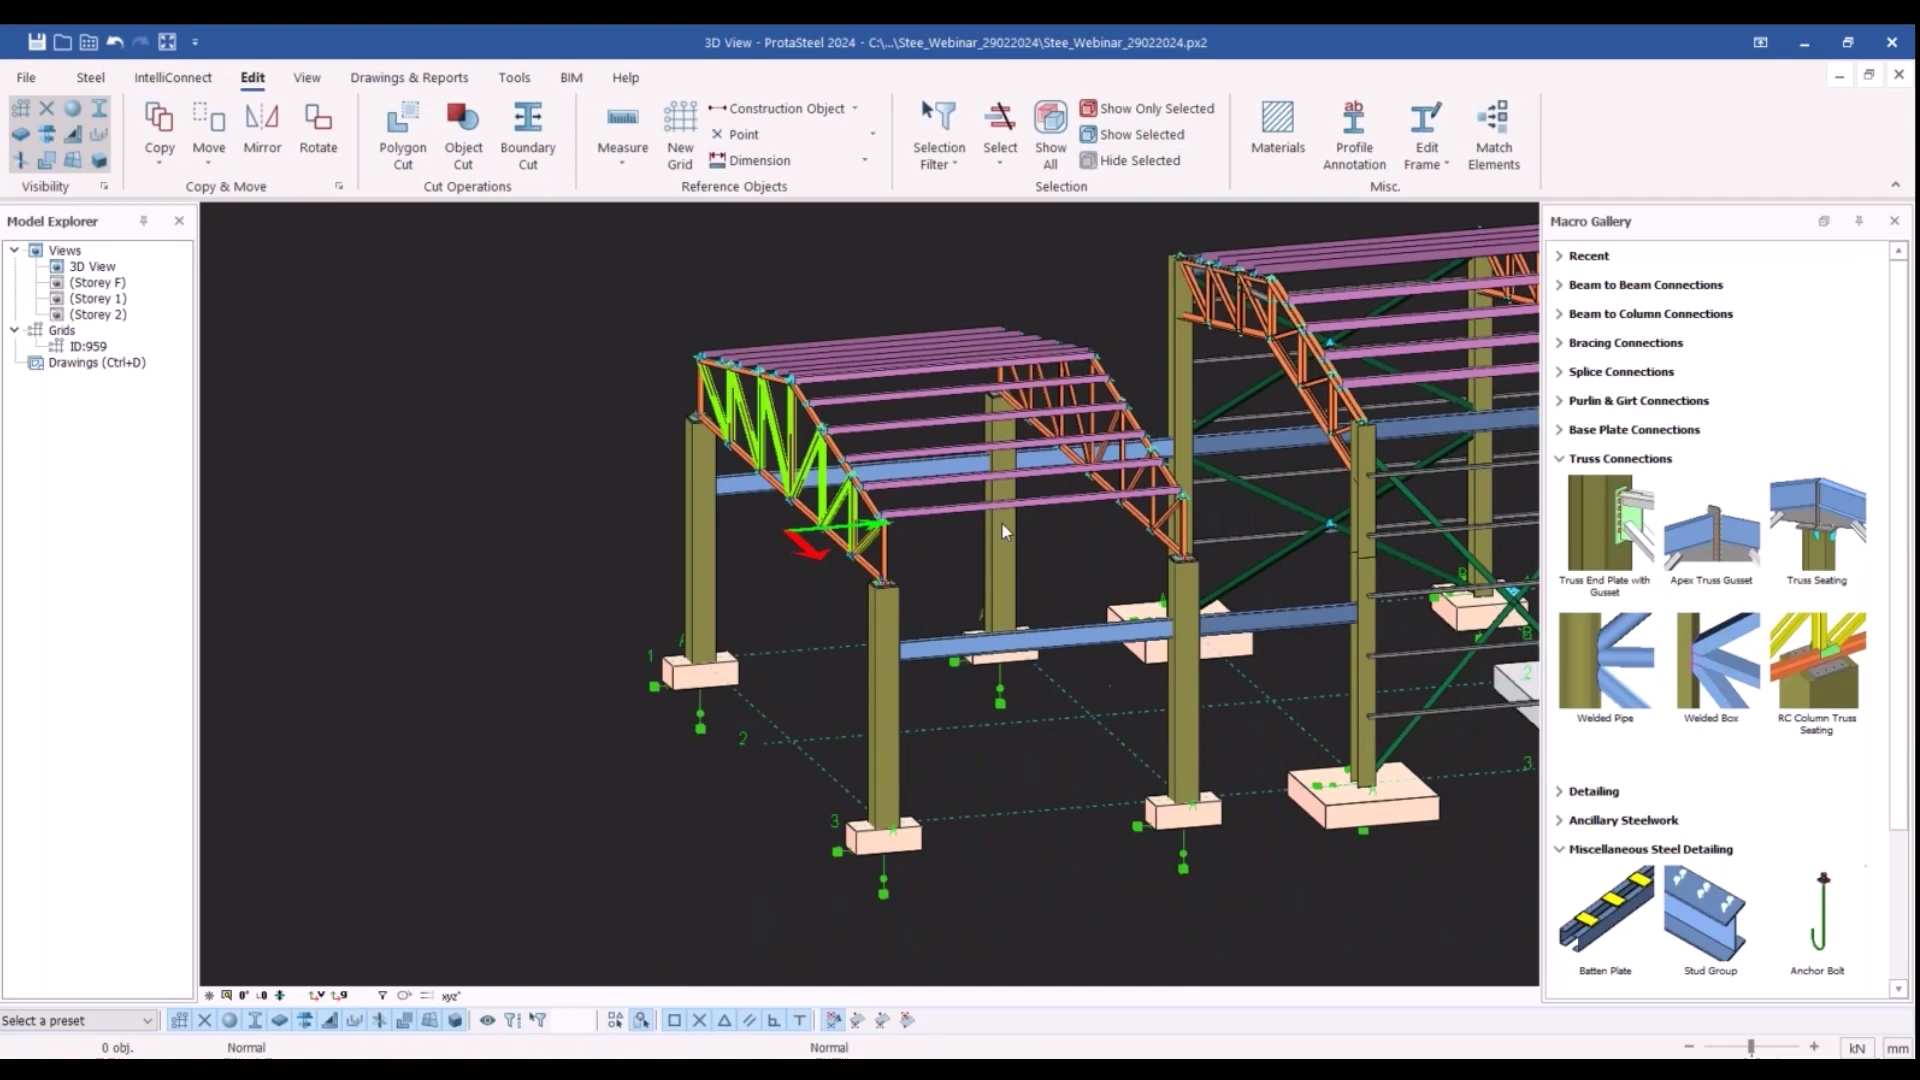 3D View - ProtaSteel 2024 - C:\...\Stee_Webinar_29022024\Stee_Webinar_29022024.px2
File Steel IntelliConnect Edit View Drawings & Reports Tools BIM Help
Copy Move Mirror Rotate
Polygon Cut Object Cut Boundary Cut
Measure New Grid
Construction Object
Point
Dimension
Selection Filter Select Show All
Show Only Selected
Show Selected
Hide Selected
Materials Profile Annotation Edit Frame Match Elements
Visibility Copy & Move Cut Operations Reference Objects Selection Misc.
Model Explorer
Views
3D View
(Storey F)
(Storey 1)
(Storey 2)
Grids
ID:959
Drawings (Ctrl+D)
1
2
3
2
3
Macro Gallery
Recent
Beam to Beam Connections
Beam to Column Connections
Bracing Connections
Splice Connections
Purlin & Girt Connections
Base Plate Connections
Truss Connections
Truss End Plate with Gusset
Apex Truss Gusset
Truss Seating
Welded Pipe
Welded Box
RC Column Truss Seating
Detailing
Ancillary Steelwork
Miscellaneous Steel Detailing
Batten Plate
Stud Group
Anchor Bolt
xyz
Select a preset
0 obj. Normal Normal kN mm